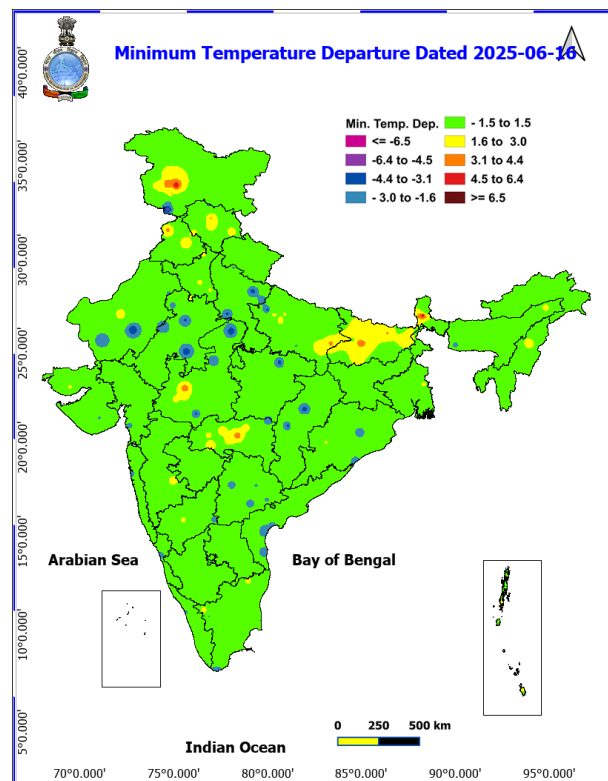 Minimum Temperature Departure Dated 2025-06-16
Min. Temp. Dep.
<= -6.5
-6.4 to -4.5
-4.4 to -3.1
- 3.0 to -1.6
- 1.5 to 1.5
1.6 to 3.0
3.1 to 4.4
4.5 to 6.4
>= 6.5
40°0.000'
35°0.000'
30°0.000'
25°0.000'
20°0.000'
15°0.000'
10°0.000'
5°0.000'
Arabian Sea
Bay of Bengal
Indian Ocean
0 250 500 km
70°0.000' 75°0.000' 80°0.000' 85°0.000' 90°0.000' 95°0.000'